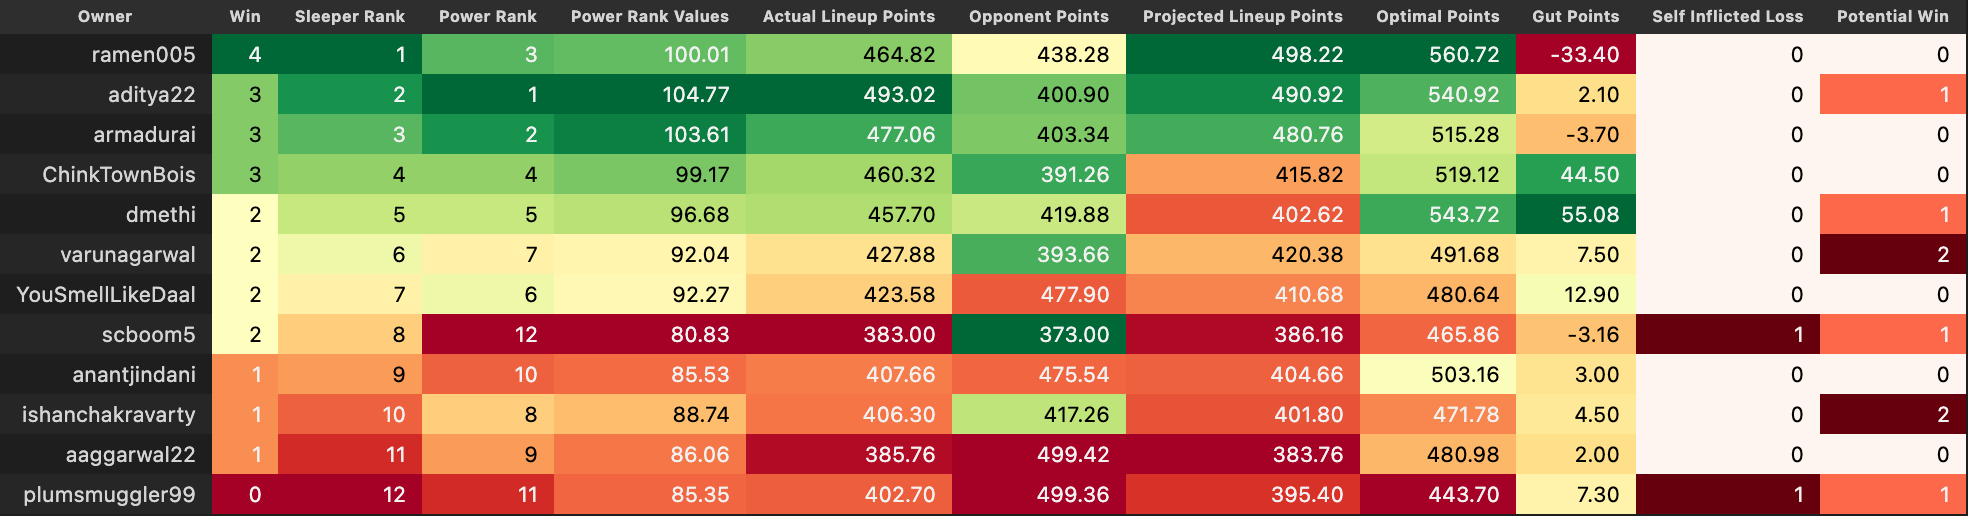 Owner Win Sleeper Rank Power Rank Power Rank Values Actual Lineup Points Opponent Points Projected Lineup Points Optimal Points Gut Points Self Inflicted Loss Potential Win
ramen005 4 1 3 100.01 464.82 438.28 498.22 560.72 -33.40 0 0
aditya22 3 2 1 104.77 493.02 400.90 490.92 540.92 2.10 0 1
armadurai 3 3 2 103.61 477.06 403.34 480.76 515.28 -3.70 0 0
ChinkTownBois 3 4 4 99.17 460.32 391.26 415.82 519.12 44.50 0 0
dmethi 2 5 5 96.68 457.70 419.88 402.62 543.72 55.08 0 1
varunagarwal 2 6 7 92.04 427.88 393.66 420.38 491.68 7.50 0 2
YouSmellLikeDaal 2 7 6 92.27 423.58 477.90 410.68 480.64 12.90 0 0
scboom5 2 8 12 80.83 383.00 373.00 386.16 465.86 -3.16 1 1
anantjindani 1 9 10 85.53 407.66 475.54 404.66 503.16 3.00 0 0
ishanchakravarty 1 10 8 88.74 406.30 417.26 401.80 471.78 4.50 0 2
aaggarwal22 1 11 9 86.06 385.76 499.42 383.76 480.98 2.00 0 0
plumsmuggler99 0 12 11 85.35 402.70 499.36 395.40 443.70 7.30 1 1